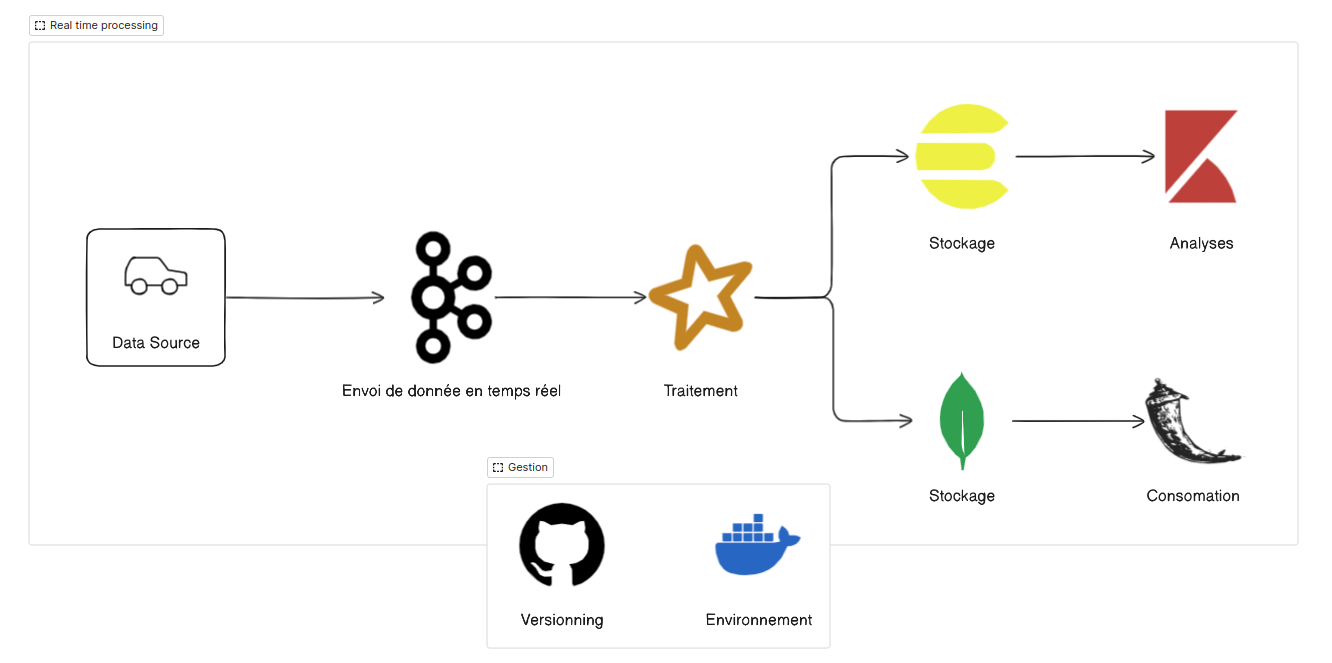 Real time processing
Stockage
Analyses
Data Source
Envoi de donnée en temps réel
Traitement
Stockage
Consomation
Gestion
Versionning
Environnement